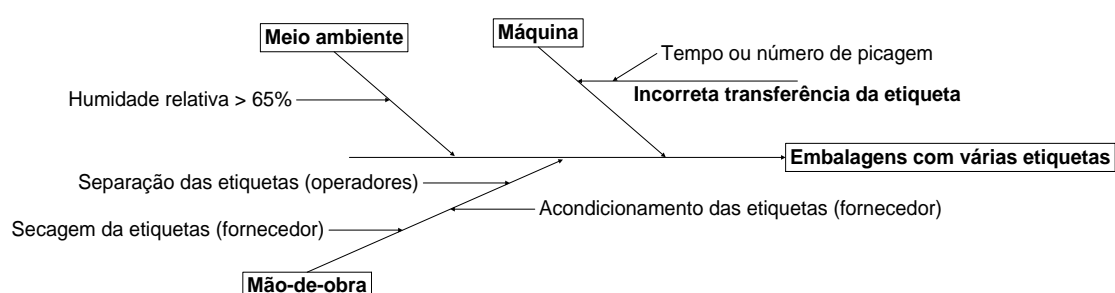 Meio ambiente
Máquina
Tempo ou número de picagem
Humidade relativa > 65%
Incorreta transferência da etiqueta
Embalagens com várias etiquetas
Separação das etiquetas (operadores)
Acondicionamento das etiquetas (fornecedor)
Secagem da etiquetas (fornecedor)
Mão-de-obra